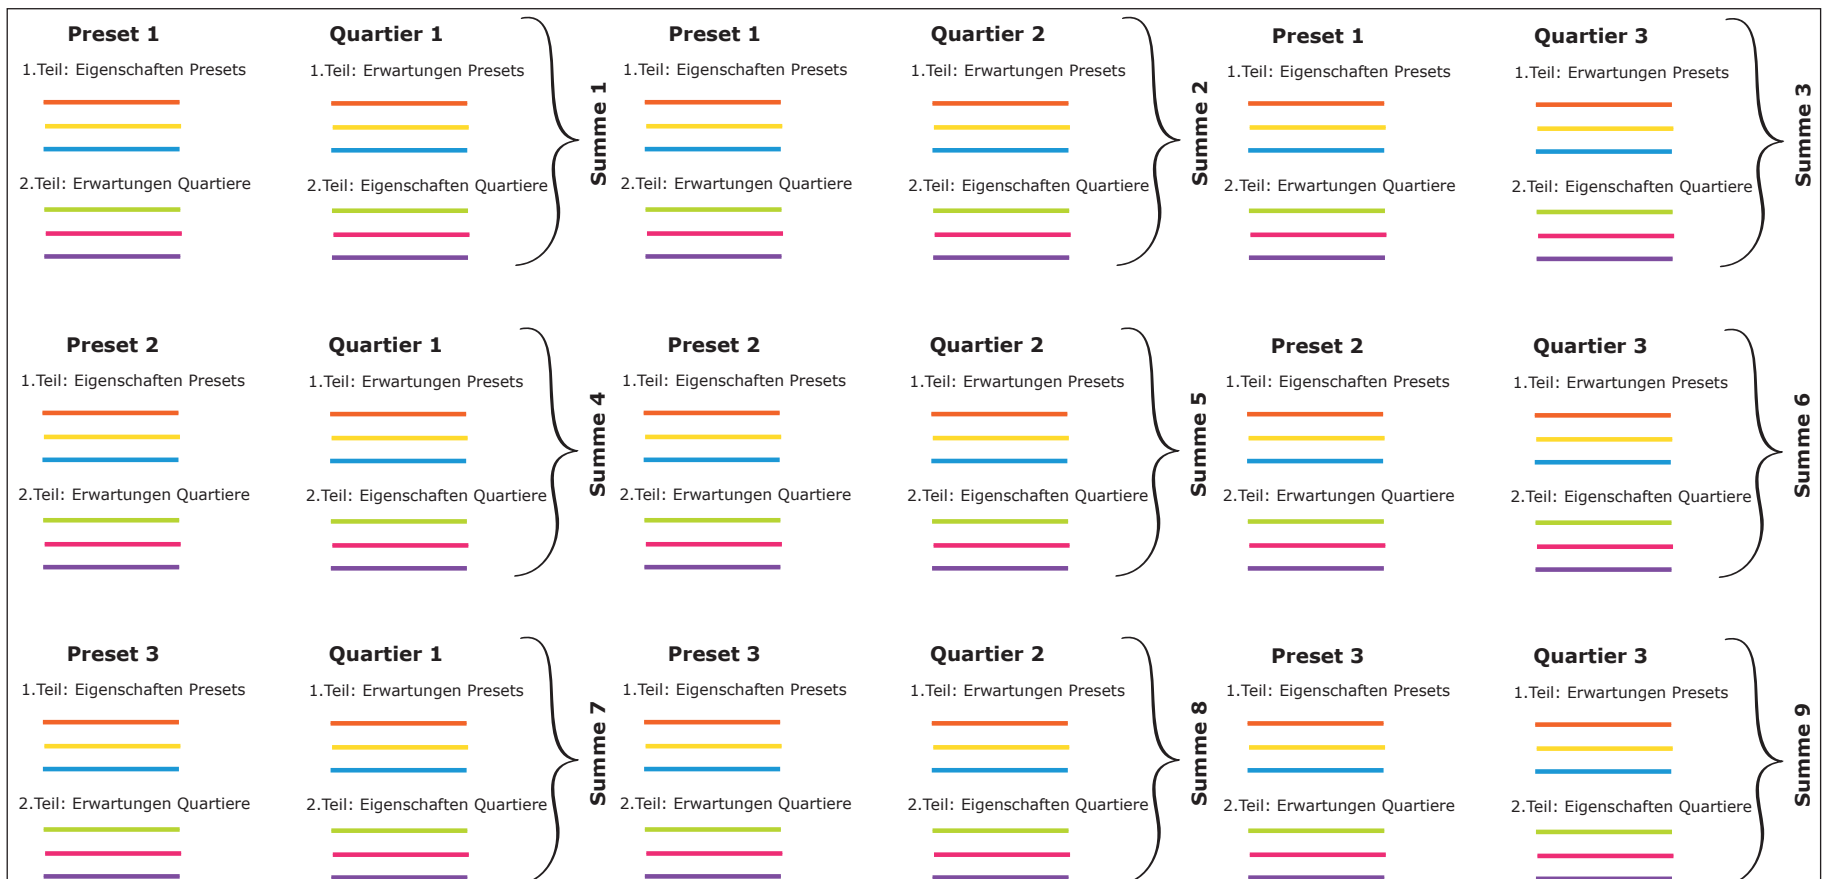 Preset 1 Quartier 1 Preset 1 Quartier 2 Preset 1 Quartier 3
1.Teil: Eigenschaften Presets 1.Teil: Erwartungen Presets 1.Teil: Eigenschaften Presets 1.Teil: Erwartungen Presets 1.Teil: Eigenschaften Presets 1.Teil: Erwartungen Presets
Summe 1 Summe 2 Summe 3
2.Teil: Erwartungen Quartiere 2.Teil: Eigenschaften Quartiere 2.Teil: Erwartungen Quartiere 2.Teil: Eigenschaften Quartiere 2.Teil: Erwartungen Quartiere 2.Teil: Eigenschaften Quartiere
Preset 2 Quartier 1 Preset 2 Quartier 2 Preset 2 Quartier 3
1.Teil: Eigenschaften Presets 1.Teil: Erwartungen Presets 1.Teil: Eigenschaften Presets 1.Teil: Erwartungen Presets 1.Teil: Eigenschaften Presets 1.Teil: Erwartungen Presets
Summe 4 Summe 5 Summe 6
2.Teil: Erwartungen Quartiere 2.Teil: Eigenschaften Quartiere 2.Teil: Erwartungen Quartiere 2.Teil: Eigenschaften Quartiere 2.Teil: Erwartungen Quartiere 2.Teil: Eigenschaften Quartiere
Preset 3 Quartier 1 Preset 3 Quartier 2 Preset 3 Quartier 3
1.Teil: Eigenschaften Presets 1.Teil: Erwartungen Presets 1.Teil: Eigenschaften Presets 1.Teil: Erwartungen Presets 1.Teil: Eigenschaften Presets 1.Teil: Erwartungen Presets
Summe 7 Summe 8 Summe 9
2.Teil: Erwartungen Quartiere 2.Teil: Eigenschaften Quartiere 2.Teil: Erwartungen Quartiere 2.Teil: Eigenschaften Quartiere 2.Teil: Erwartungen Quartiere 2.Teil: Eigenschaften Quartiere